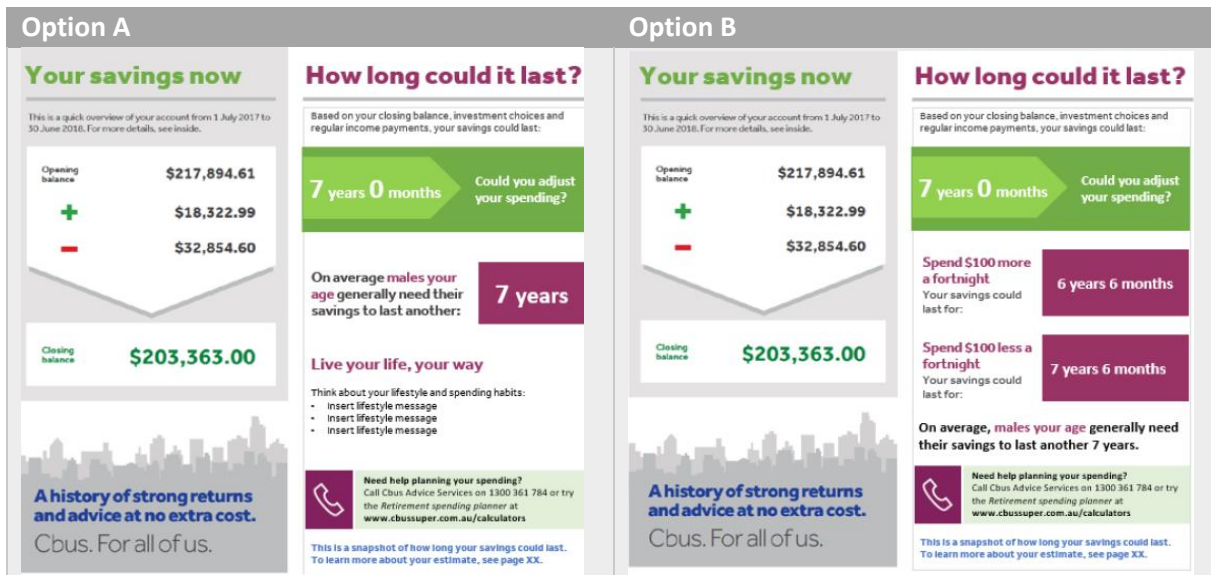 Option A
Your savings now
This is a quick overview of your account from 1 July 2017 to
30 June 2018. For more details, see inside.
Opening
balance
$217,894.61
+
$18,322.99
-
$32,854.60
Closing
balance
$203,363.00
A history of strong returns
and advice at no extra cost.
Cbus. For all of us.
How long could it last?
Based on your closing balance, investment choices and
regular income payments, your savings could last:
7 years 0 months
Could you adjust
your spending?
On average males your
age generally need their
savings to last another:
7 years
Live your life, your way
Think about your lifestyle and spending habits:
- Insert lifestyle message
- Insert lifestyle message
- Insert lifestyle message
Need help planning your spending?
Call Cbus Advice Services on 1300 361 784 or try
the Retirement spending planner at
www.cbussuper.com.au/calculators
This is a snapshot of how long your savings could last.
To learn more about your estimate, see page XX.
Option B
Your savings now
This is a quick overview of your account from 1 July 2017 to
30 June 2018. For more details, see inside.
Opening
balance
$217,894.61
+
$18,322.99
-
$32,854.60
Closing
balance
$203,363.00
A history of strong returns
and advice at no extra cost.
Cbus. For all of us.
How long could it last?
Based on your closing balance, investment choices and
regular income payments, your savings could last:
7 years 0 months
Could you adjust
your spending?
Spend $100 more
a fortnight
Your savings could
last for:
6 years 6 months
Spend $100 less a
fortnight
Your savings could
last for:
7 years 6 months
On average, males your age generally need
their savings to last another 7 years.
Need help planning your spending?
Call Cbus Advice Services on 1300 361 784 or try
the Retirement spending planner at
www.cbussuper.com.au/calculators
This is a snapshot of how long your savings could last.
To learn more about your estimate, see page XX.